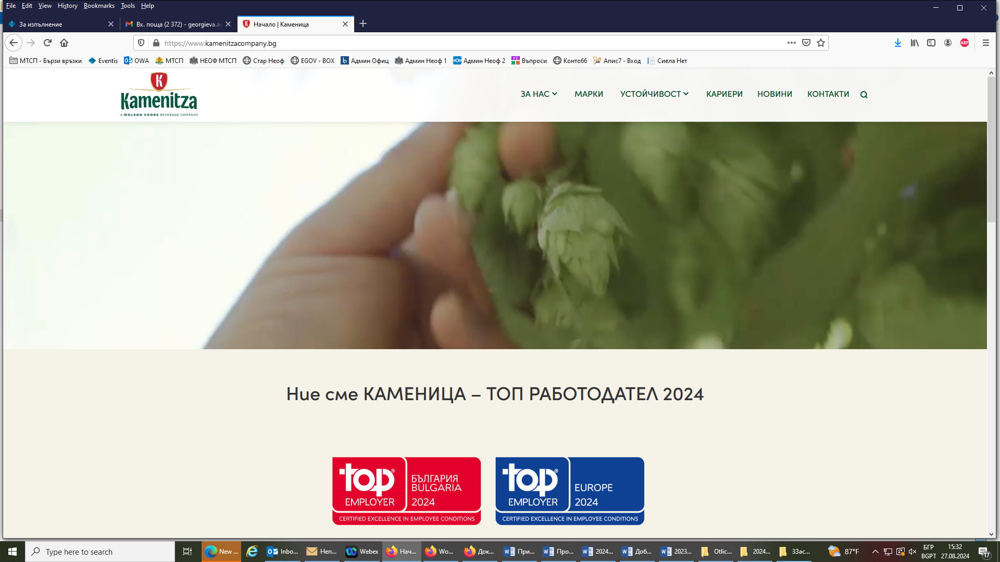 File Edit View History Bookmarks Tools Help
За изпълнение
Вх. поща (2 372) - georgieva.ac
Начало | Каменица
https://www.kamenitzacompany.bg
ABP
МТСП - Бързи връзки Eventis OWA МТСП НЕОФ МТСП Стар Неоф EGOV - BOX Админ Офиц Админ Неоф 1 Админ Неоф 2 Въпроси Конто66 Апис7 - Вход Сиела Нет
K
Kamenitza
A MOLSON COORS BEVERAGE COMPANY
ЗА НАС МАРКИ УСТОЙЧИВОСТ КАРИЕРИ НОВИНИ КОНТАКТИ
Ние сме КАМЕНИЦА – ТОП РАБОТОДАТЕЛ 2024
top®
EMPLOYER
БЪЛГАРИЯ
BULGARIA
2024
CERTIFIED EXCELLENCE IN EMPLOYEE CONDITIONS
top®
EMPLOYER
EUROPE
2024
CERTIFIED EXCELLENCE IN EMPLOYEE CONDITIONS
Type here to search
New ... Inbo... Неп... Webex Нач... Wo... Док... При... Про... 2024... Доб... 2023... Otlic... 2024... 3Зас...
87°F
БГР
BGPT
15:32
27.08.2024
17